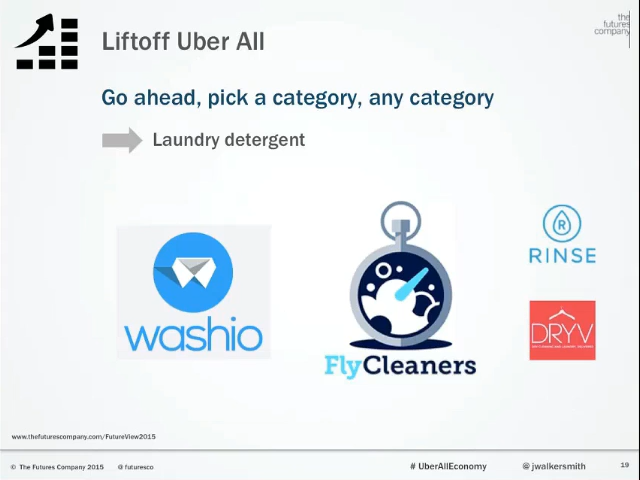 Liftoff Uber All
the
futures
company
Go ahead, pick a category, any category
Laundry detergent
washio
FlyCleaners
R
RINSE
DRYV
www.thefuturescompany.com/FutureView2015
© The Futures Company 2015 @ futuresco
# UberAllEconomy @ jwalkersmith 19